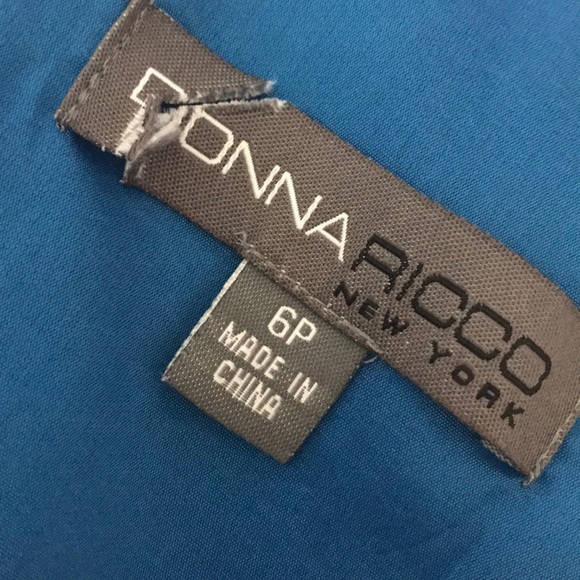 DONNA RICCO
NEW YORK
6P
MADE IN
CHINA